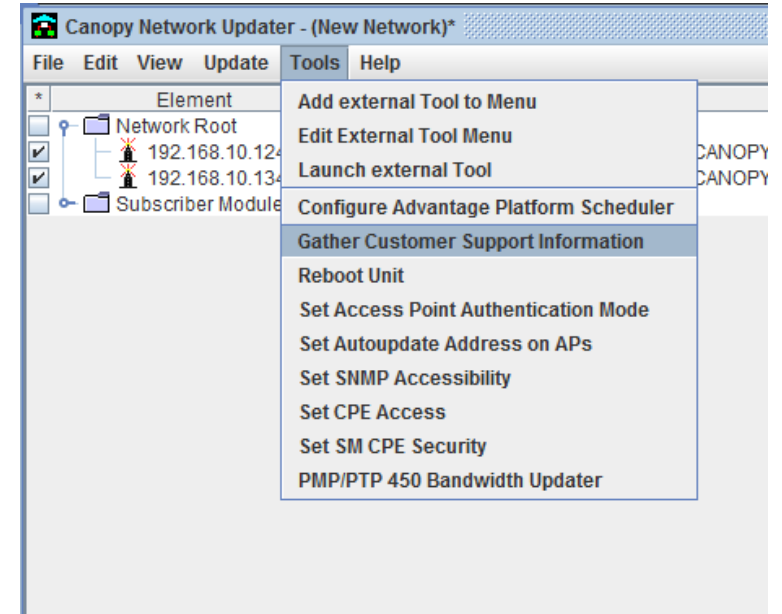 Canopy Network Updater - (New Network)*
File Edit View Update Tools Help
* Element
Network Root
192.168.10.124
192.168.10.134
Subscriber Module
CANOPY
CANOPY
Add external Tool to Menu
Edit External Tool Menu
Launch external Tool
Configure Advantage Platform Scheduler
Gather Customer Support Information
Reboot Unit
Set Access Point Authentication Mode
Set Autoupdate Address on APs
Set SNMP Accessibility
Set CPE Access
Set SM CPE Security
PMP/PTP 450 Bandwidth Updater